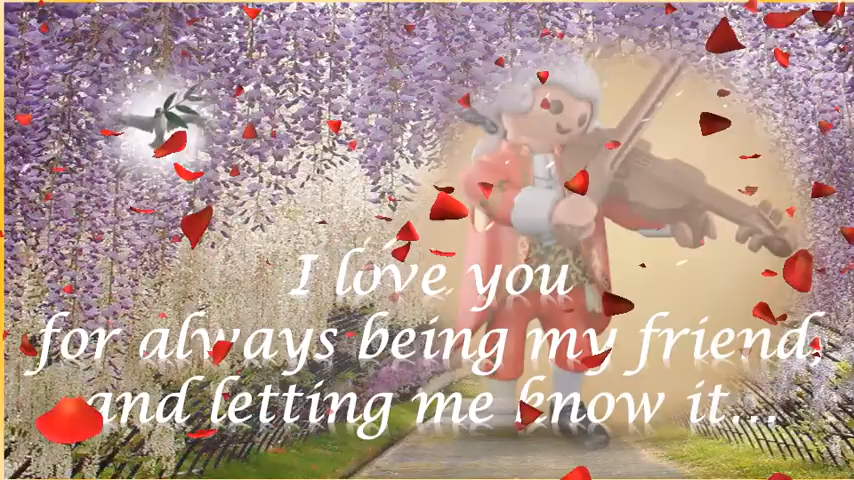 I love you
for always being my friend,
and letting me know it...